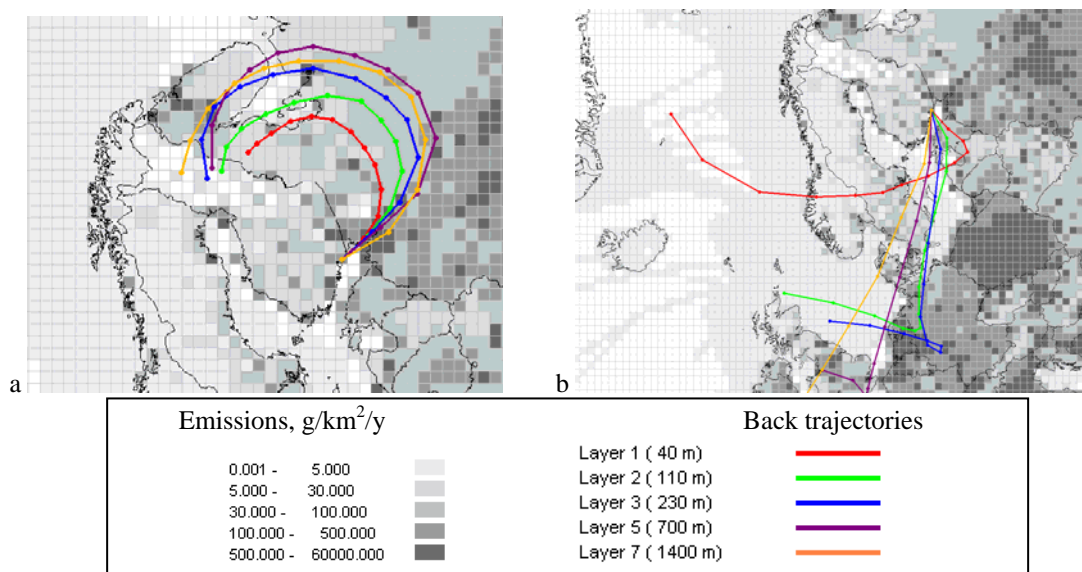 a
b
Emissions, g/km²/y
0.001 - 5.000
5.000 - 30.000
30.000 - 100.000
100.000 - 500.000
500.000 - 60000.000
Back trajectories
Layer 1 ( 40 m)
Layer 2 ( 110 m)
Layer 3 ( 230 m)
Layer 5 ( 700 m)
Layer 7 ( 1400 m)